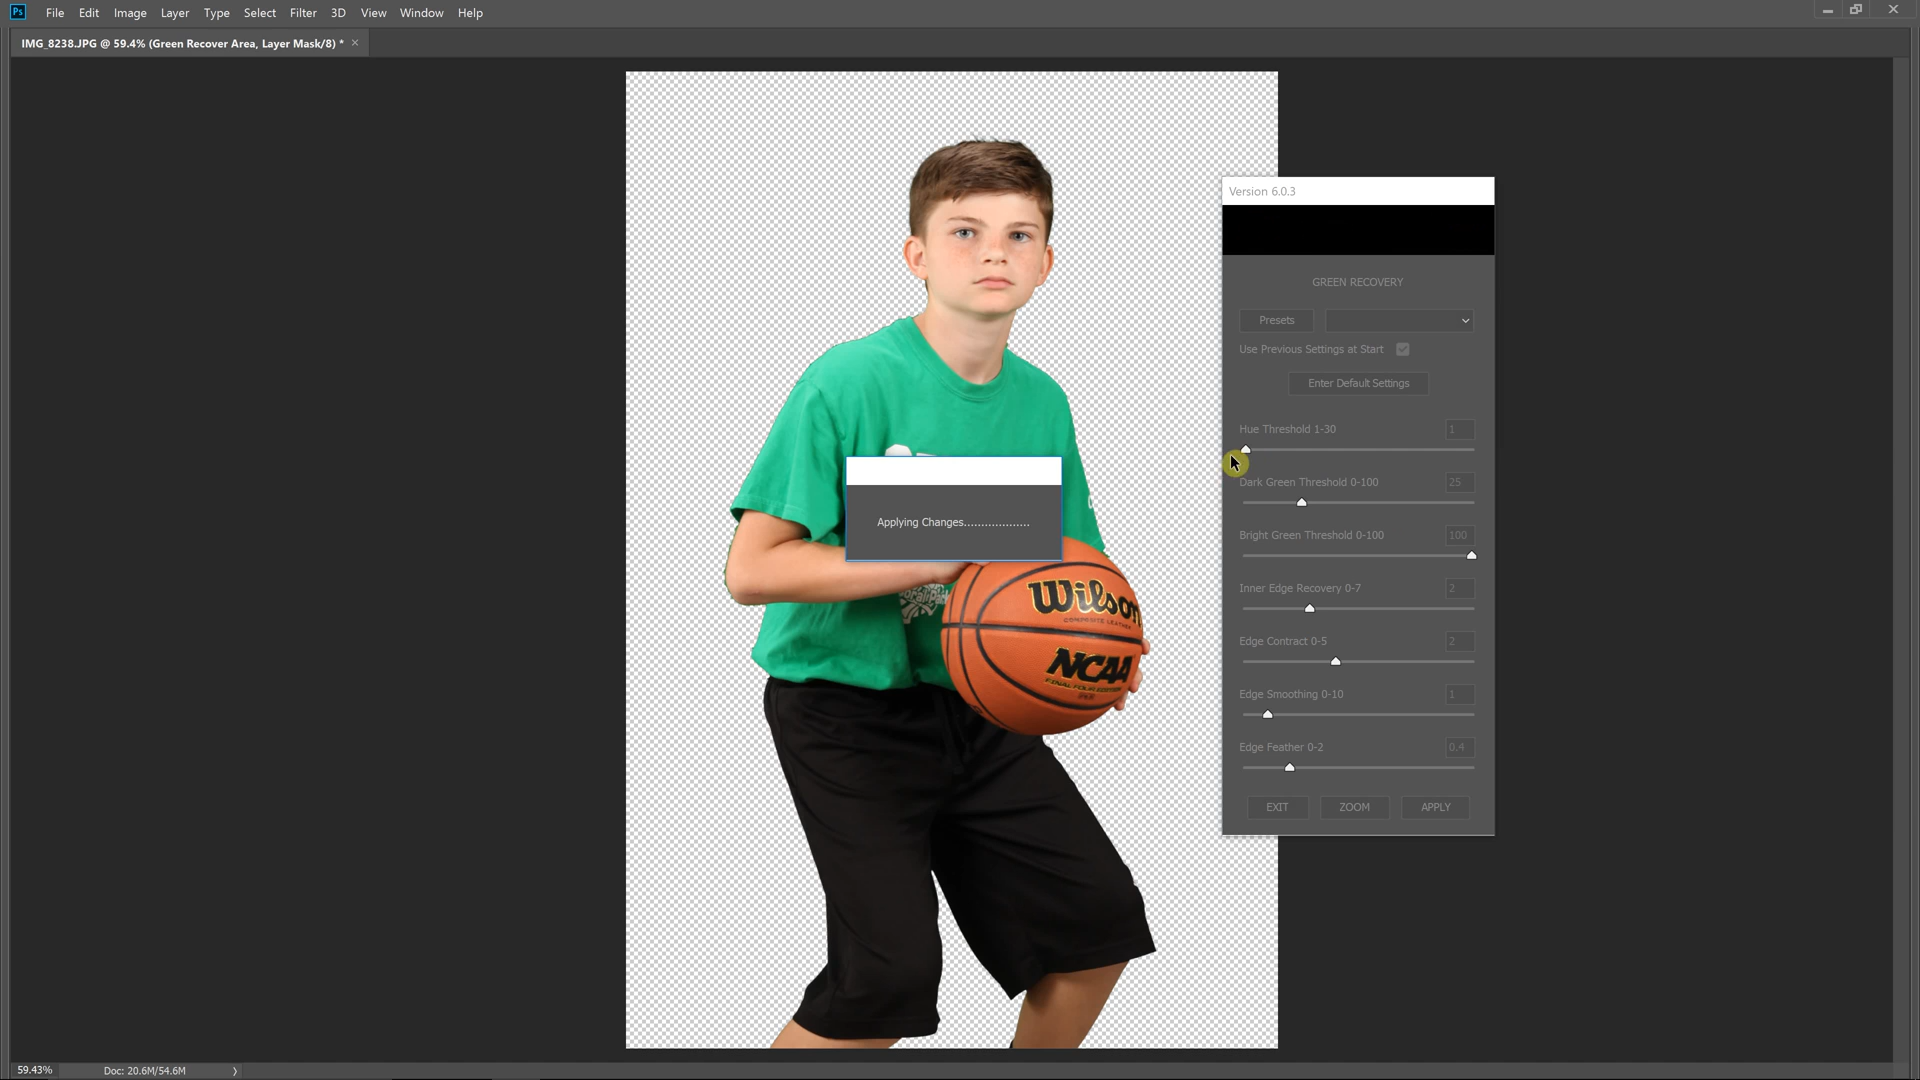 Ps File Edit Image Layer Type Select Filter 3D View Window Help
IMG_8238.JPG @ 59.4% (Green Recover Area, Layer Mask/8) *
Version 6.0.3
GREEN RECOVERY
Presets
Use Previous Settings at Start
Enter Default Settings
Hue Threshold 1-30 1
Dark Green Threshold 0-100 25
Bright Green Threshold 0-100 100
Inner Edge Recovery 0-7 2
Edge Contract 0-5 2
Edge Smoothing 0-10 1
Edge Feather 0-2 0.4
EXIT ZOOM APPLY
Applying Changes...................
Wilson
COMPOSITE LEATHER
NCAA
FINAL FOUR EDITION
59.43% Doc: 20.6M/54.6M